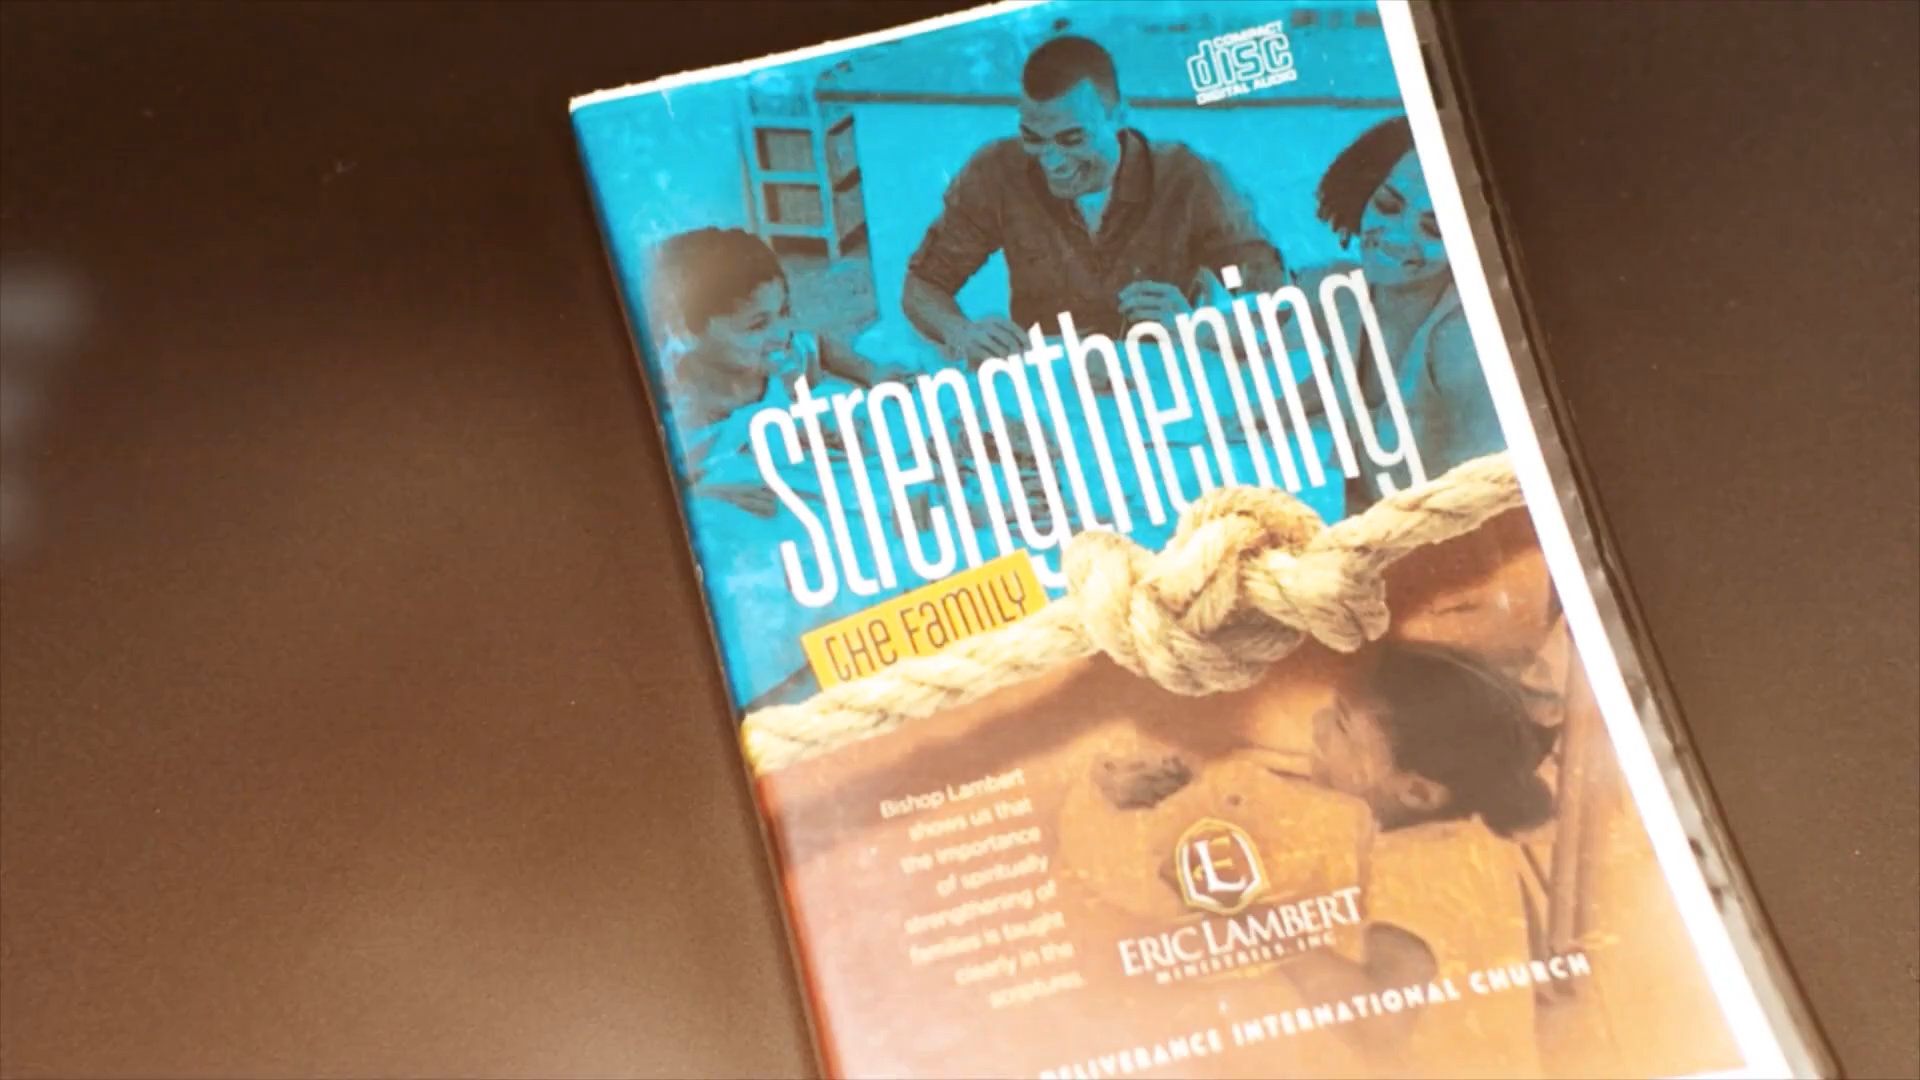 COMPACT
disc
DIGITAL AUDIO
strengthening
THE FAMILY
Bishop Lambert
shows us that
the importance
of spiritually
strengthening of
families is taught
clearly in the
scriptures.
E
ERIC LAMBERT
MINISTRIES, INC.
DELIVERANCE INTERNATIONAL CHURCH